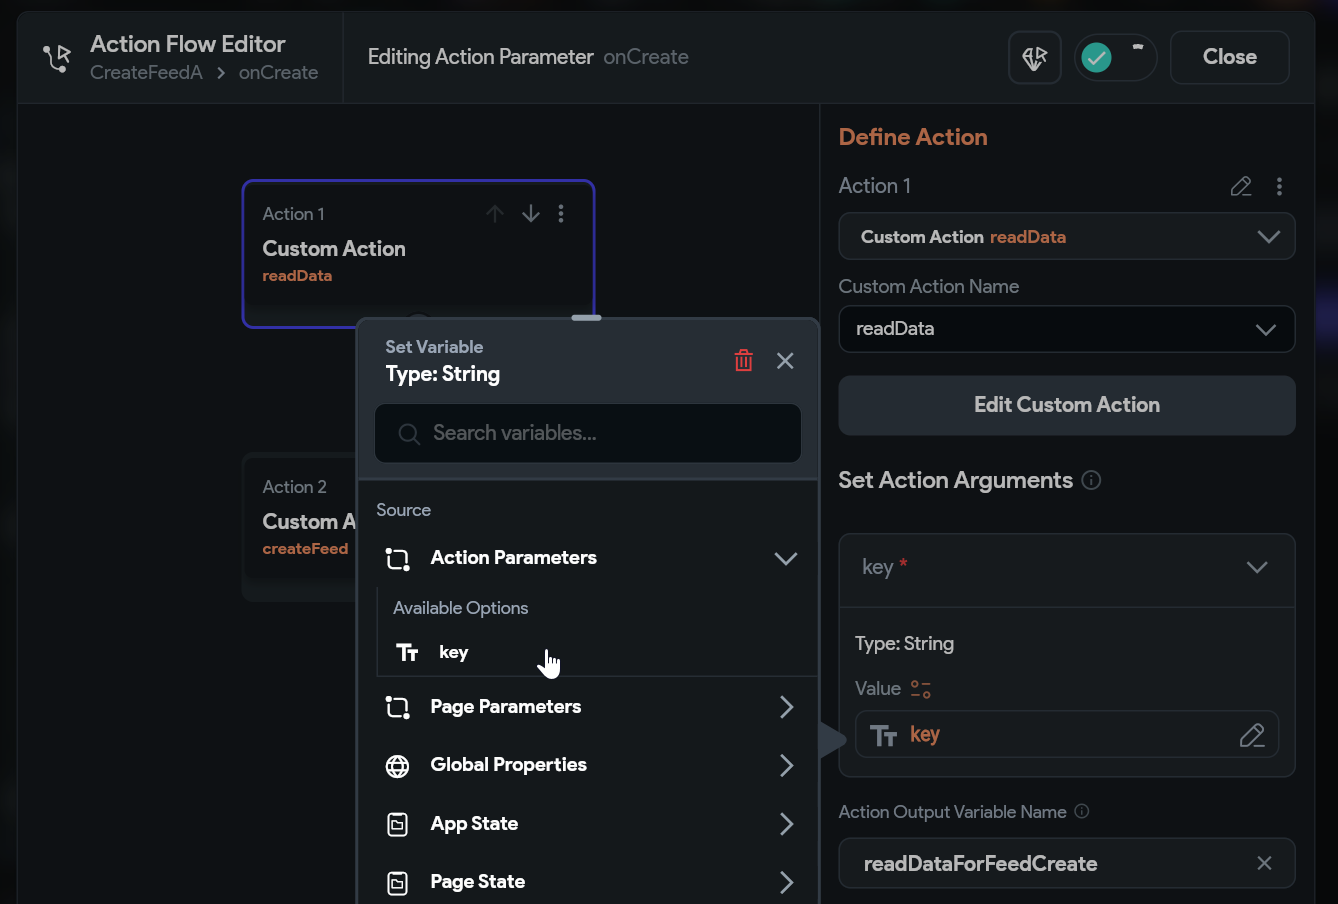 Action Flow Editor
CreateFeedA > onCreate
Editing Action Parameter onCreate
Close
Action 1
Custom Action
readData
Action 2
Custom A
createFeed
Set Variable
Type: String
Search variables...
Source
Action Parameters
Available Options
key
Page Parameters
Global Properties
App State
Page State
Define Action
Action 1
Custom Action readData
Custom Action Name
readData
Edit Custom Action
Set Action Arguments
key *
Type: String
Value
key
Action Output Variable Name
readDataForFeedCreate